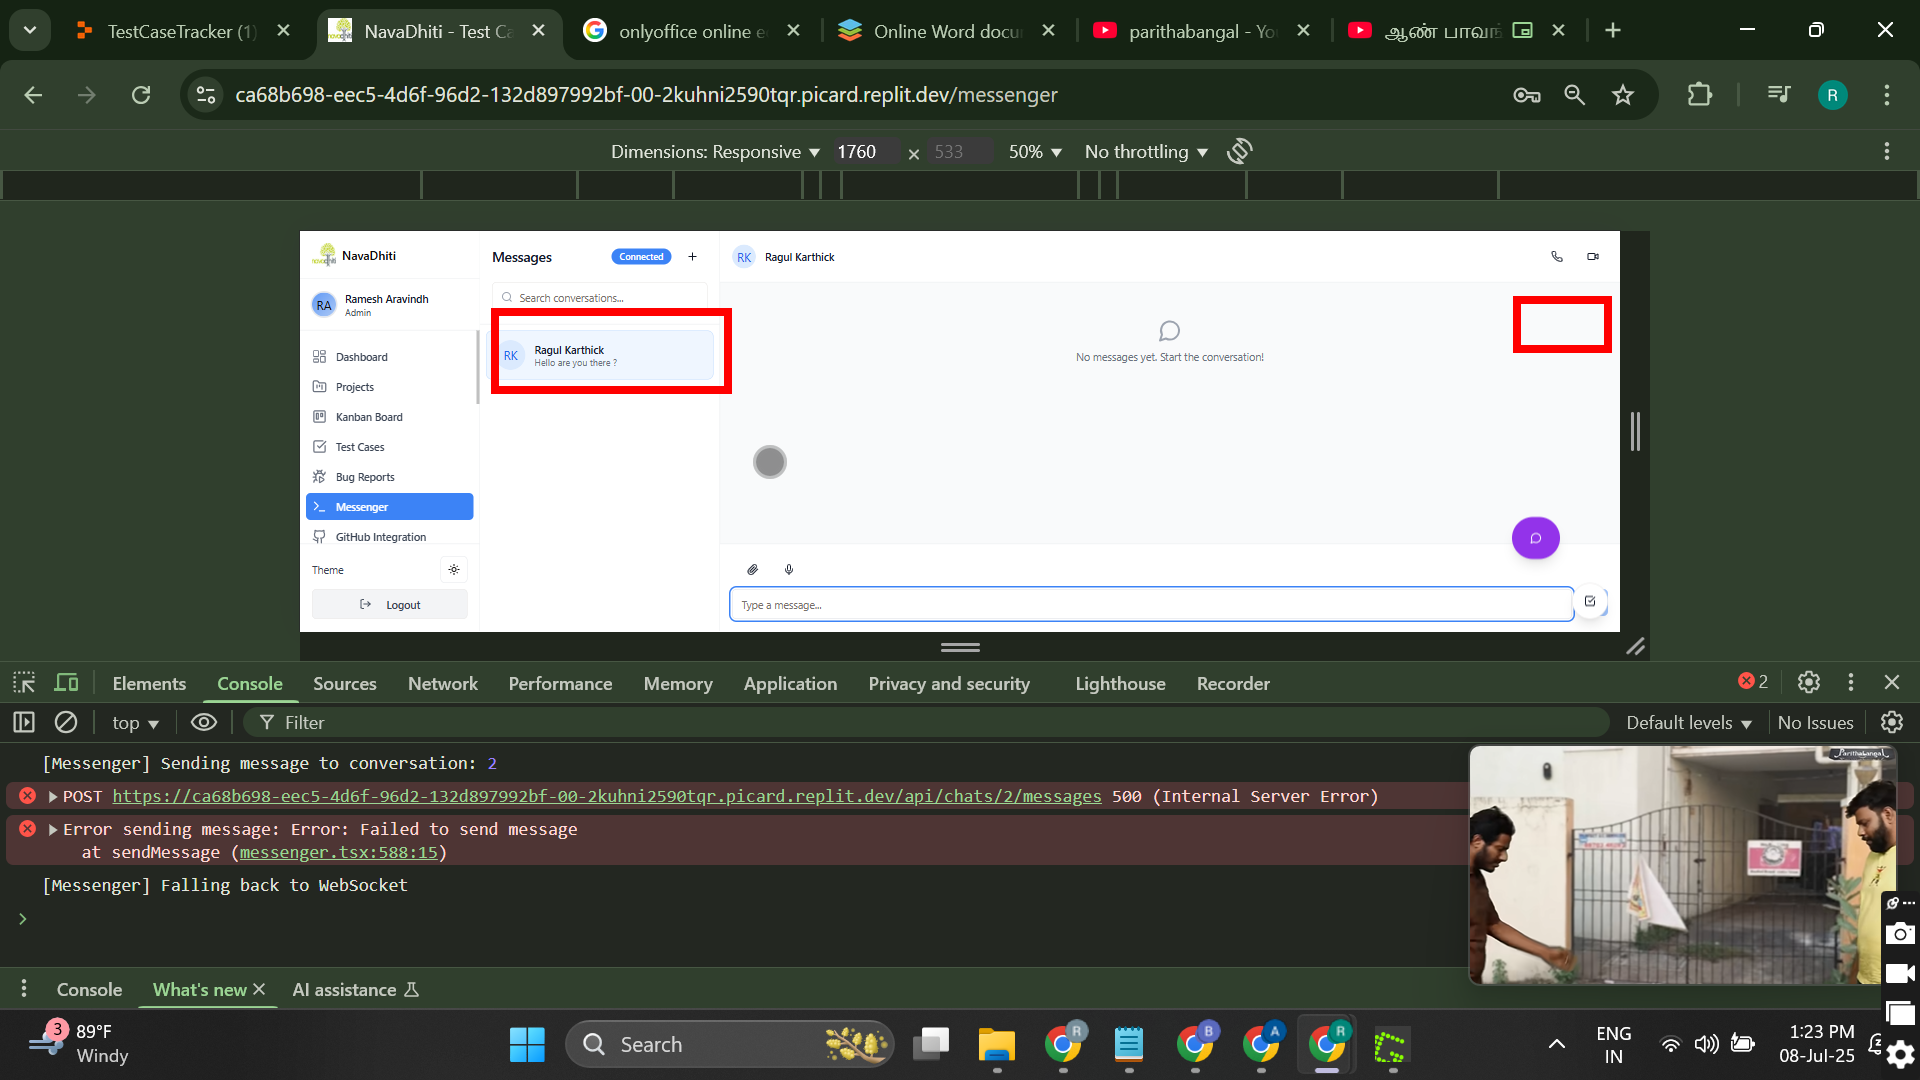 TestCaseTracker (1)
NavaDhiti - Test Ca
onlyoffice online e
Online Word docu
parithabangal - Yo
ஆண் பாவங்
ca68b698-eec5-4d6f-96d2-132d897992bf-00-2kuhni2590tqr.picard.replit.dev/messenger
R
Dimensions: Responsive 1760 × 533 50% No throttling
NavaDhiti
RA
Ramesh Aravindh
Admin
Dashboard
Projects
Kanban Board
Test Cases
Bug Reports
Messenger
GitHub Integration
Theme
Logout
Messages Connected +
Search conversations...
RK
Ragul Karthick
Hello are you there ?
RK Ragul Karthick
No messages yet. Start the conversation!
Type a message...
Elements Console Sources Network Performance Memory Application Privacy and security Lighthouse Recorder 2
top Filter Default levels No Issues
[Messenger] Sending message to conversation: 2
POST https://ca68b698-eec5-4d6f-96d2-132d897992bf-00-2kuhni2590tqr.picard.replit.dev/api/chats/2/messages 500 (Internal Server Error)
Error sending message: Error: Failed to send message
at sendMessage (messenger.tsx:588:15)
[Messenger] Falling back to WebSocket
Parithabangal
Console What's new AI assistance
3
89°F
Windy
Search
R
B
A
R
ENG
IN
1:23 PM
08-Jul-25